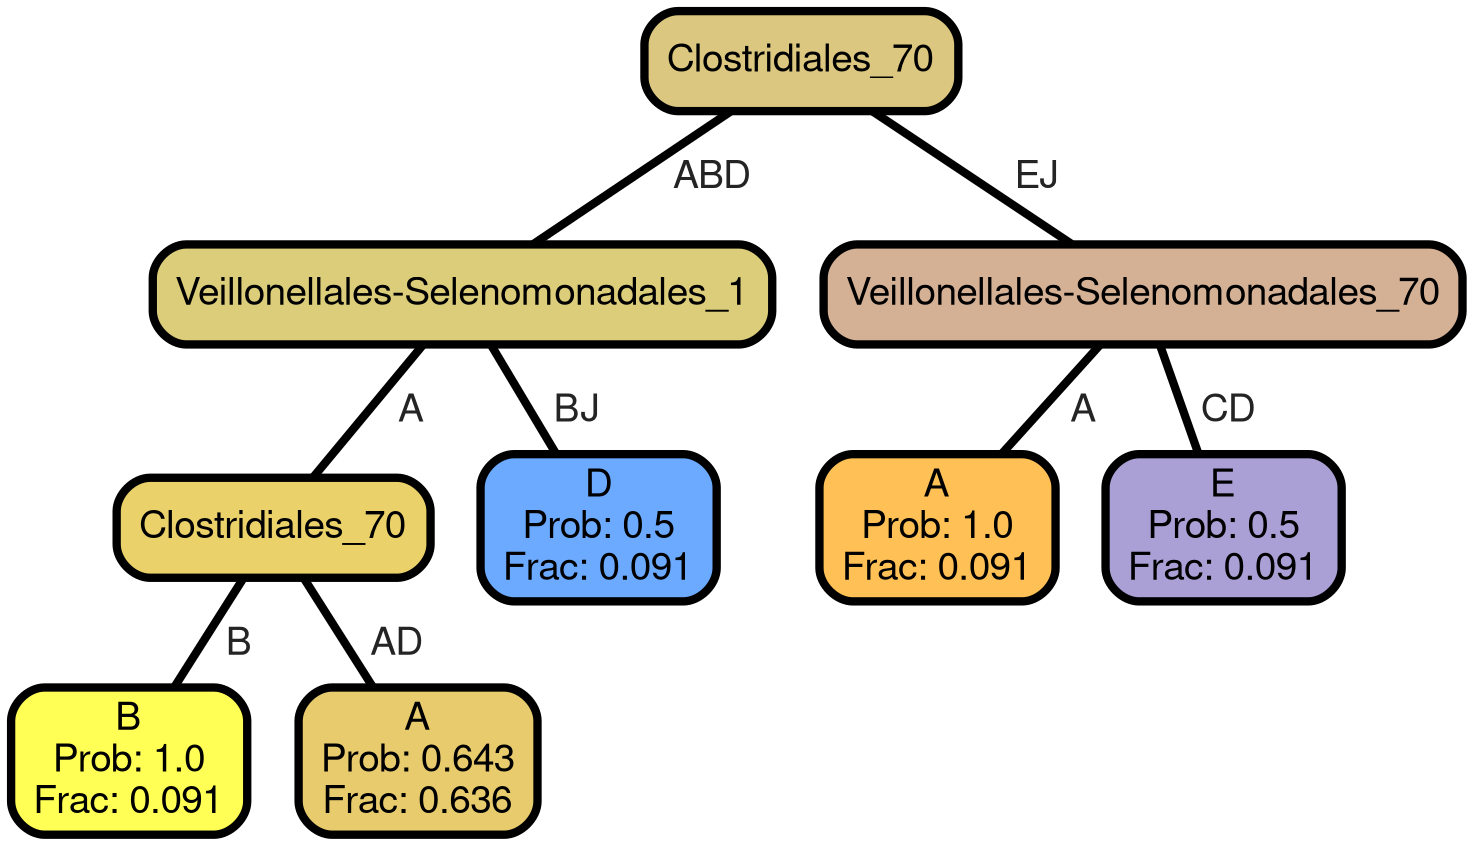 Clostridiales_70
ABD
EJ
Veillonellales-Selenomonadales_1
Veillonellales-Selenomonadales_70
A
BJ
A
CD
Clostridiales_70
D
Prob: 0.5
Frac: 0.091
A
Prob: 1.0
Frac: 0.091
E
Prob: 0.5
Frac: 0.091
B
AD
B
Prob: 1.0
Frac: 0.091
A
Prob: 0.643
Frac: 0.636